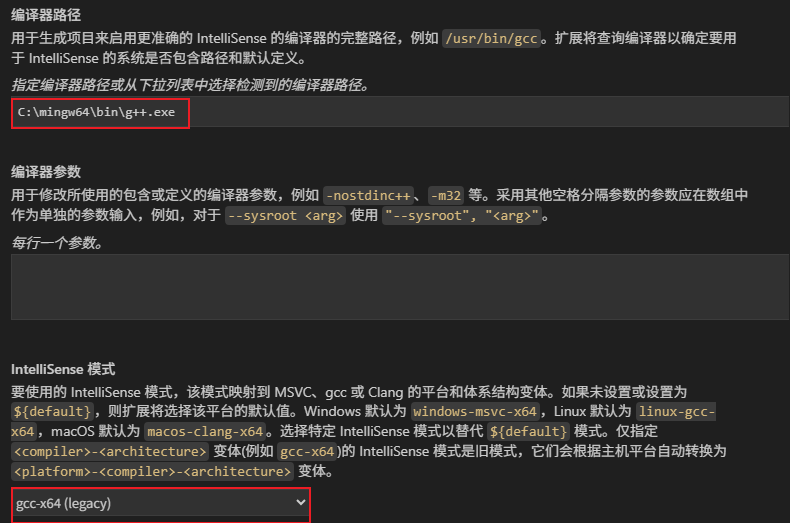 编译器路径
用于生成项目来启用更准确的 IntelliSense 的编译器的完整路径，例如 /usr/bin/gcc。扩展将查询编译器以确定要用
于 IntelliSense 的系统是否包含路径和默认定义。
指定编译器路径或从下拉列表中选择检测到的编译器路径。
C:\mingw64\bin\g++.exe
编译器参数
用于修改所使用的包含或定义的编译器参数，例如 -nostdinc++、-m32 等。采用其他空格分隔参数的参数应在数组中
作为单独的参数输入，例如，对于 --sysroot <arg> 使用 "--sysroot", "<arg>"。
每行一个参数。
IntelliSense 模式
要使用的 IntelliSense 模式，该模式映射到 MSVC、gcc 或 Clang 的平台和体系结构变体。如果未设置或设置为
${default}，则扩展将选择该平台的默认值。Windows 默认为 windows-msvc-x64，Linux 默认为 linux-gcc-
x64，macOS 默认为 macos-clang-x64。选择特定 IntelliSense 模式以替代 ${default} 模式。仅指定
<compiler>-<architecture> 变体(例如 gcc-x64)的 IntelliSense 模式是旧模式，它们会根据主机平台自动转换为
<platform>-<compiler>-<architecture> 变体。
gcc-x64 (legacy)